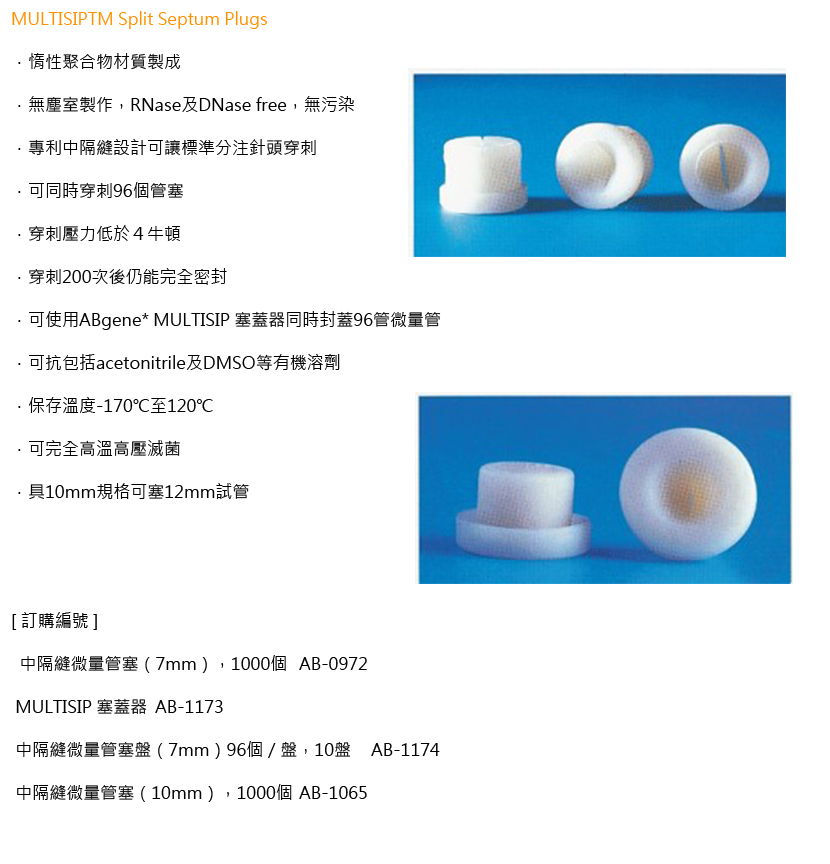 MULTISIPTM Split Septum Plugs
．惰性聚合物材質製成
．無塵室製作，RNase及DNase free，無污染
．專利中隔縫設計可讓標準分注針頭穿刺
．可同時穿刺96個管塞
．穿刺壓力低於４牛頓
．穿刺200次後仍能完全密封
．可使用ABgene* MULTISIP 塞蓋器同時封蓋96管微量管
．可抗包括acetonitrile及DMSO等有機溶劑
．保存溫度-170℃至120℃
．可完全高溫高壓滅菌
．具10mm規格可塞12mm試管
[ 訂購編號 ]
中隔縫微量管塞（7mm），1000個 AB-0972
MULTISIP 塞蓋器 AB-1173
中隔縫微量管塞盤（7mm）96個／盤，10盤 AB-1174
中隔縫微量管塞（10mm），1000個 AB-1065